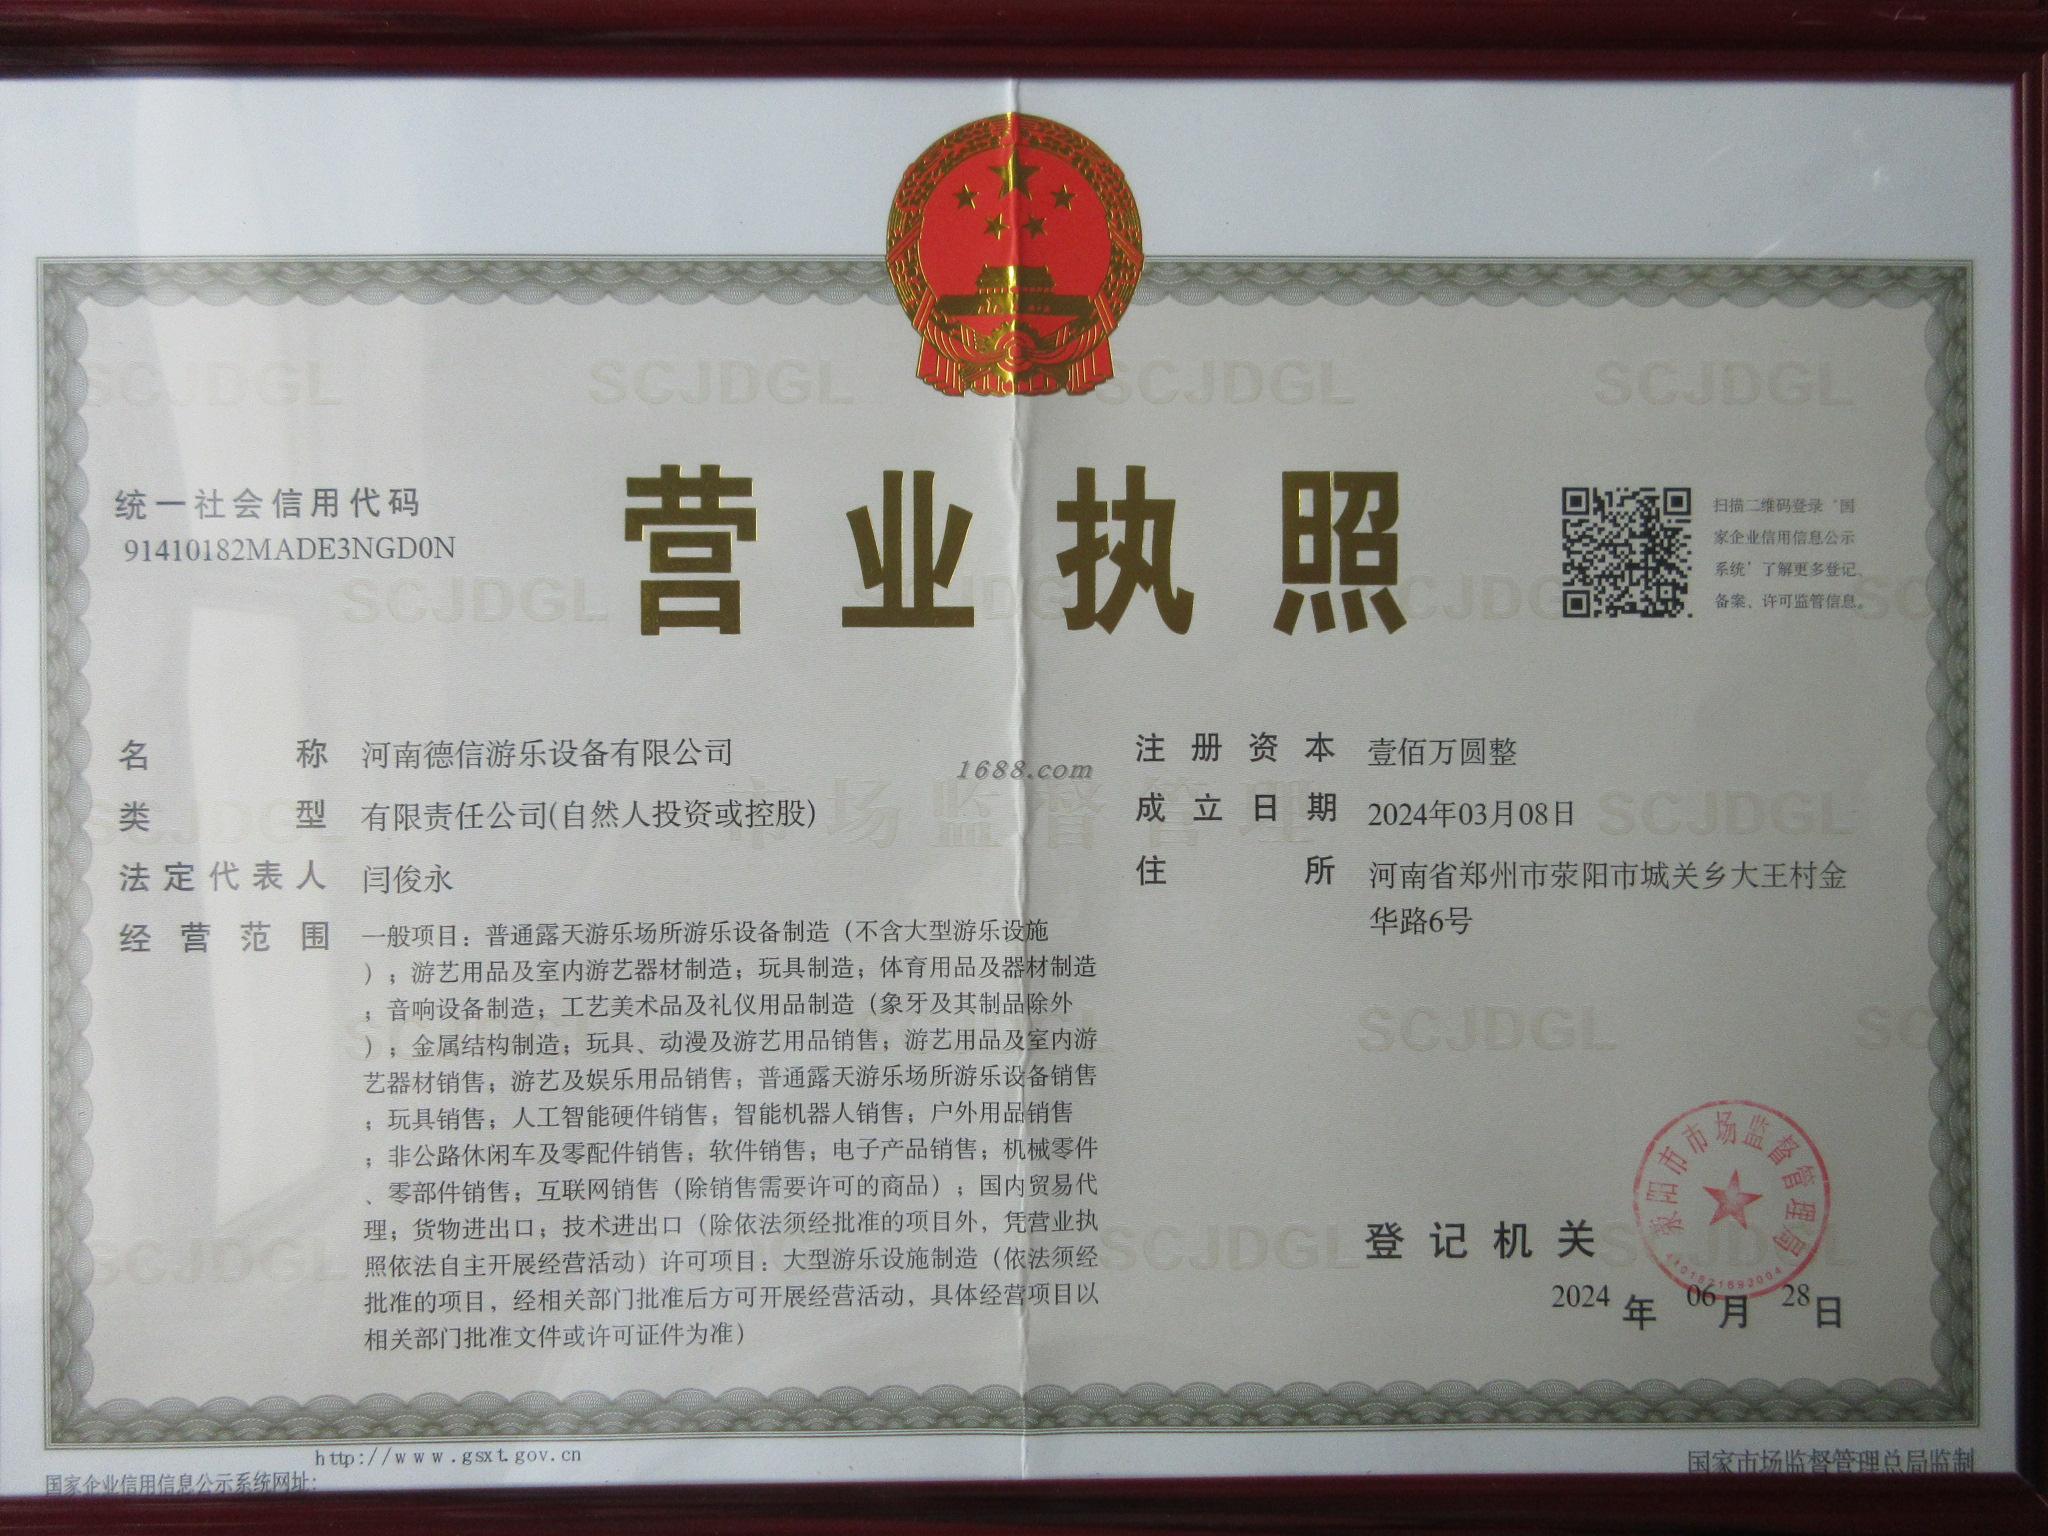 SCJDGL
SCJDGL
SCJDGL
SCJDGL
营业执照
统一社会信用代码
91410182MADE3NGD0N
扫描二维码登录‘国
家企业信用信息公示
系统’了解更多登记、
备案、许可监管信息。
名称 河南德信游乐设备有限公司
类型 有限责任公司(自然人投资或控股)
法定代表人 闫俊永
经营范围 一般项目：普通露天游乐场所游乐设备制造（不含大型游乐设施
）；游艺用品及室内游艺器材制造；玩具制造；体育用品及器材制造
；音响设备制造；工艺美术品及礼仪用品制造（象牙及其制品除外
）；金属结构制造；玩具、动漫及游艺用品销售；游艺用品及室内游
艺器材销售；游艺及娱乐用品销售；普通露天游乐场所游乐设备销售
；玩具销售；人工智能硬件销售；智能机器人销售；户外用品销售
；非公路休闲车及零配件销售；软件销售；电子产品销售；机械零件
、零部件销售；互联网销售（除销售需要许可的商品）；国内贸易代
理；货物进出口；技术进出口（除依法须经批准的项目外，凭营业执
照依法自主开展经营活动）许可项目：大型游乐设施制造（依法须经
批准的项目，经相关部门批准后方可开展经营活动，具体经营项目以
相关部门批准文件或许可证件为准）
1688.com
市场监督管理
注册资本 壹佰万圆整
成立日期 2024年03月08日
住所 河南省郑州市荥阳市城关乡大王村金
华路6号
登记机关
荥阳市市场监督管理局
2024年06月28日
http://www.gsxt.gov.cn
国家企业信用信息公示系统网址:
国家市场监督管理总局监制